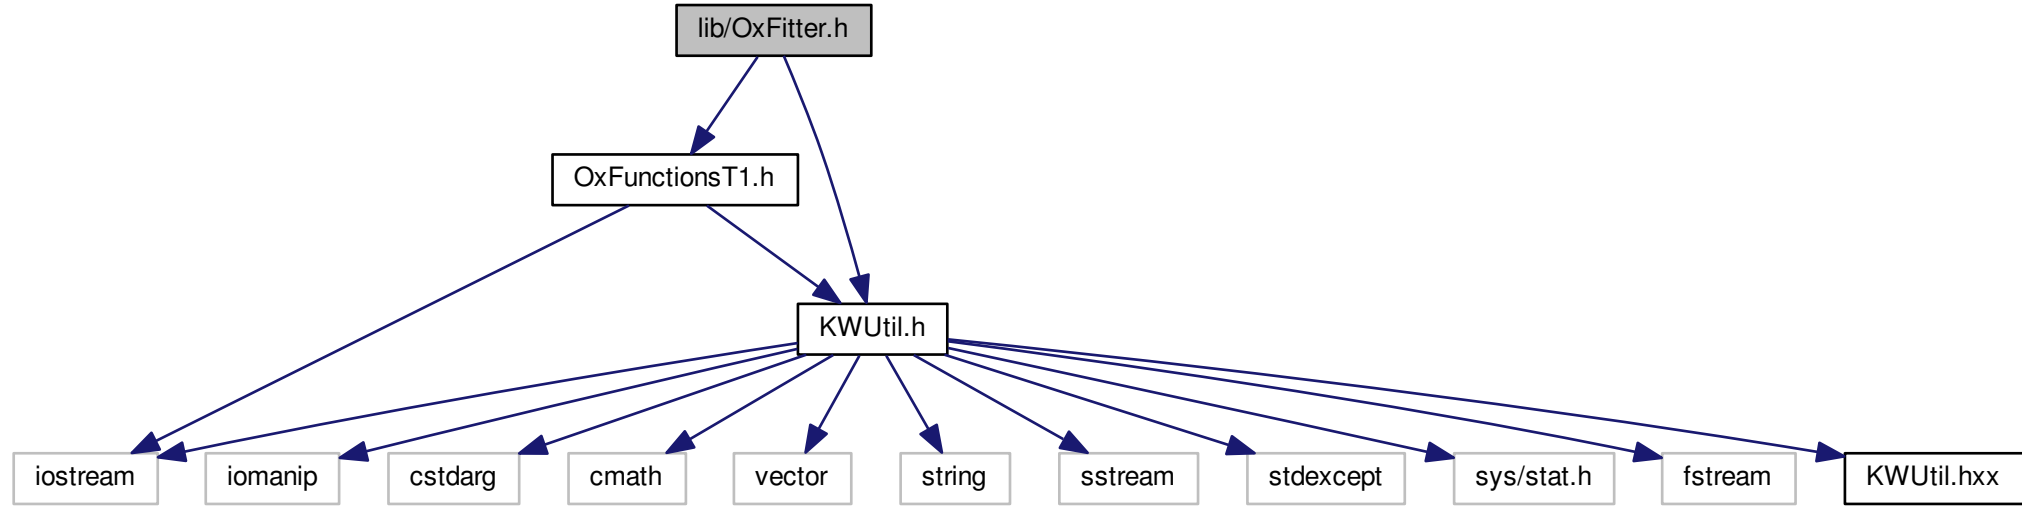 lib/OxFitter.h
OxFunctionsT1.h
KWUtil.h
iostream
iomanip
cstdarg
cmath
vector
string
sstream
stdexcept
sys/stat.h
fstream
KWUtil.hxx